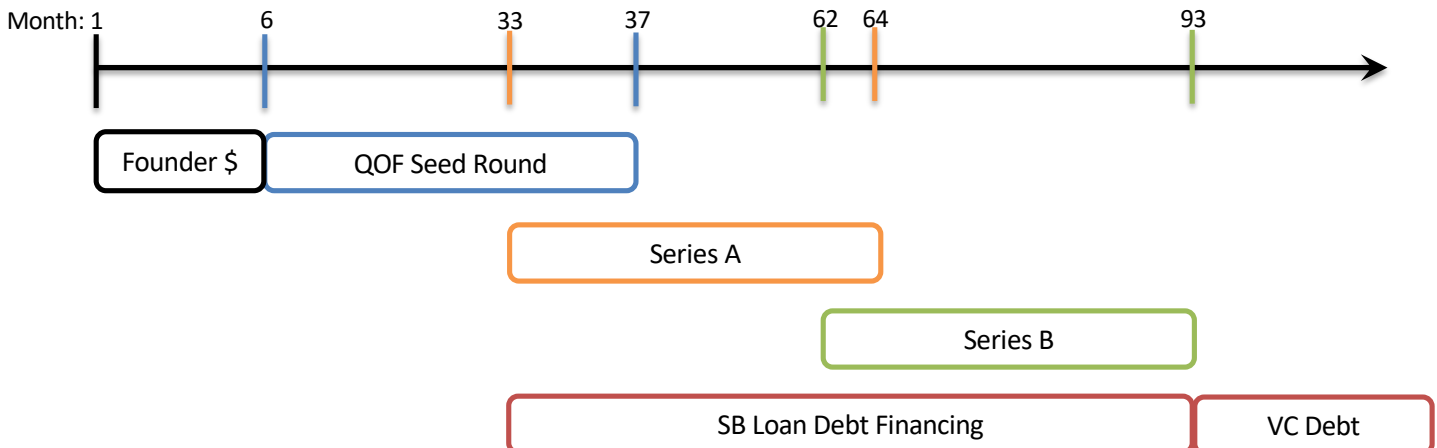 Month: 1 6 33 37 62 64 93
Founder $ QOF Seed Round
Series A
Series B
SB Loan Debt Financing VC Debt